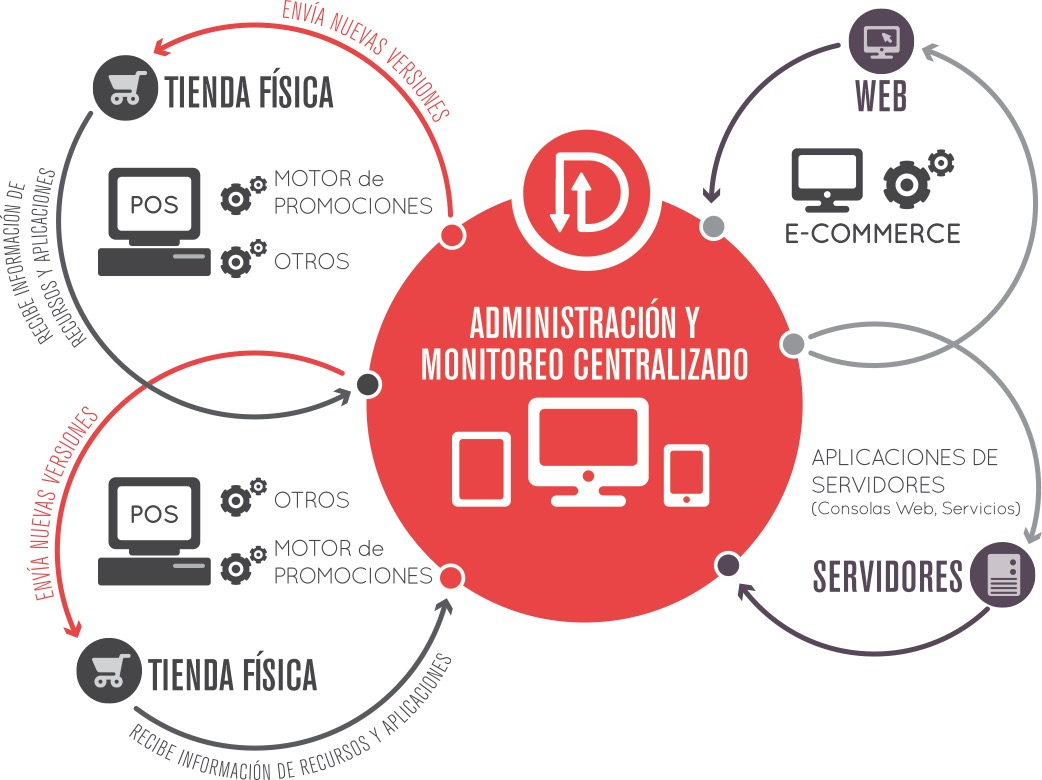 ENVÍA NUEVAS VERSIONES
TIENDA FÍSICA
POS
MOTOR de
PROMOCIONES
OTROS
RECIBE INFORMACIÓN DE
RECURSOS Y APLICACIONES
WEB
E-COMMERCE
D
ADMINISTRACIÓN Y
MONITOREO CENTRALIZADO
ENVÍA NUEVAS VERSIONES
POS
OTROS
MOTOR de
PROMOCIONES
TIENDA FÍSICA
RECIBE INFORMACIÓN DE RECURSOS Y APLICACIONES
APLICACIONES DE
SERVIDORES
(Consolas Web, Servicios)
SERVIDORES